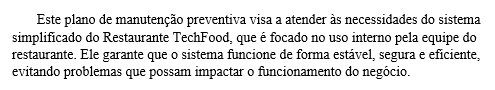 Este plano de manutenção preventiva visa a atender às necessidades do sistema
simplificado do Restaurante TechFood, que é focado no uso interno pela equipe do
restaurante. Ele garante que o sistema funcione de forma estável, segura e eficiente,
evitando problemas que possam impactar o funcionamento do negócio.